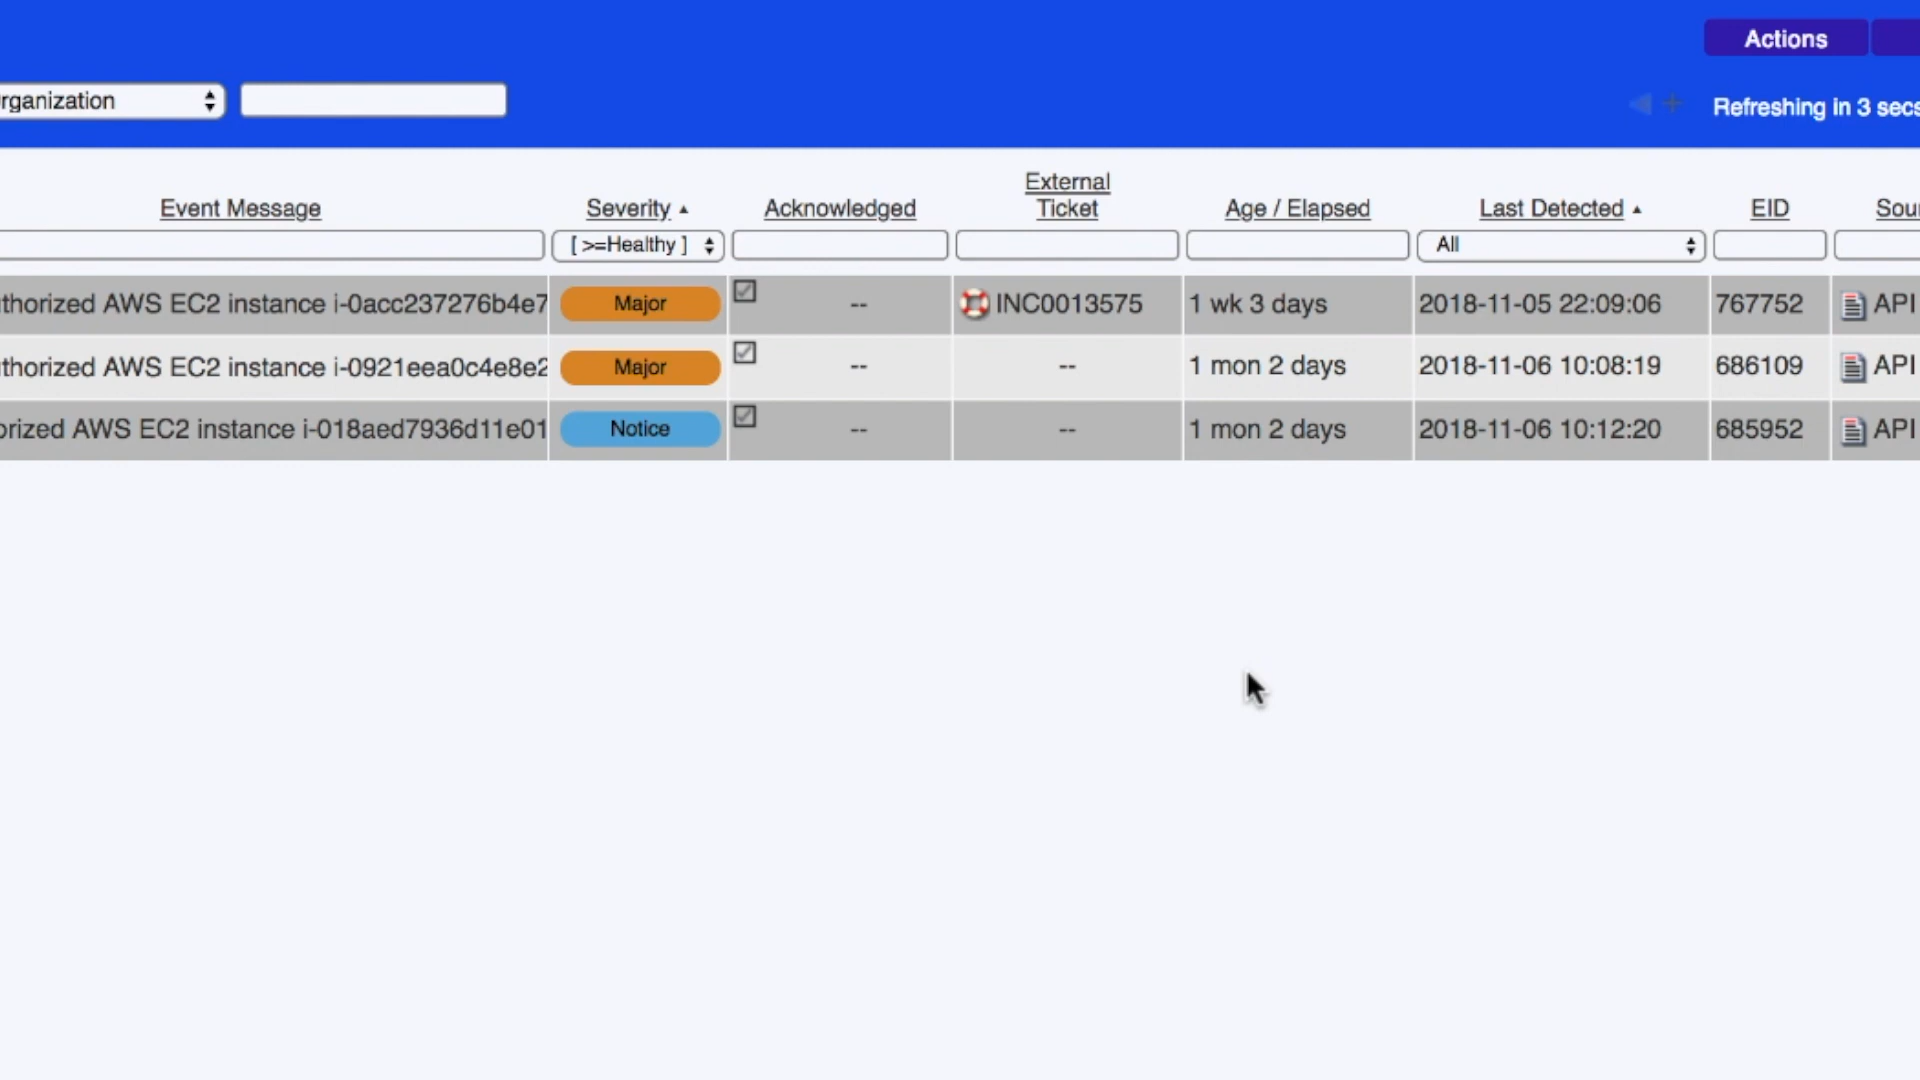 Actions
rganization
Refreshing in 3 secs
Event Message Severity Acknowledged External Ticket Age / Elapsed Last Detected EID Sour
[ >=Healthy ] All
thorized AWS EC2 instance i-0acc237276b4e7 Major -- INC0013575 1 wk 3 days 2018-11-05 22:09:06 767752 API
thorized AWS EC2 instance i-0921eea0c4e8e2 Major -- -- 1 mon 2 days 2018-11-06 10:08:19 686109 API
orized AWS EC2 instance i-018aed7936d11e01 Notice -- -- 1 mon 2 days 2018-11-06 10:12:20 685952 API